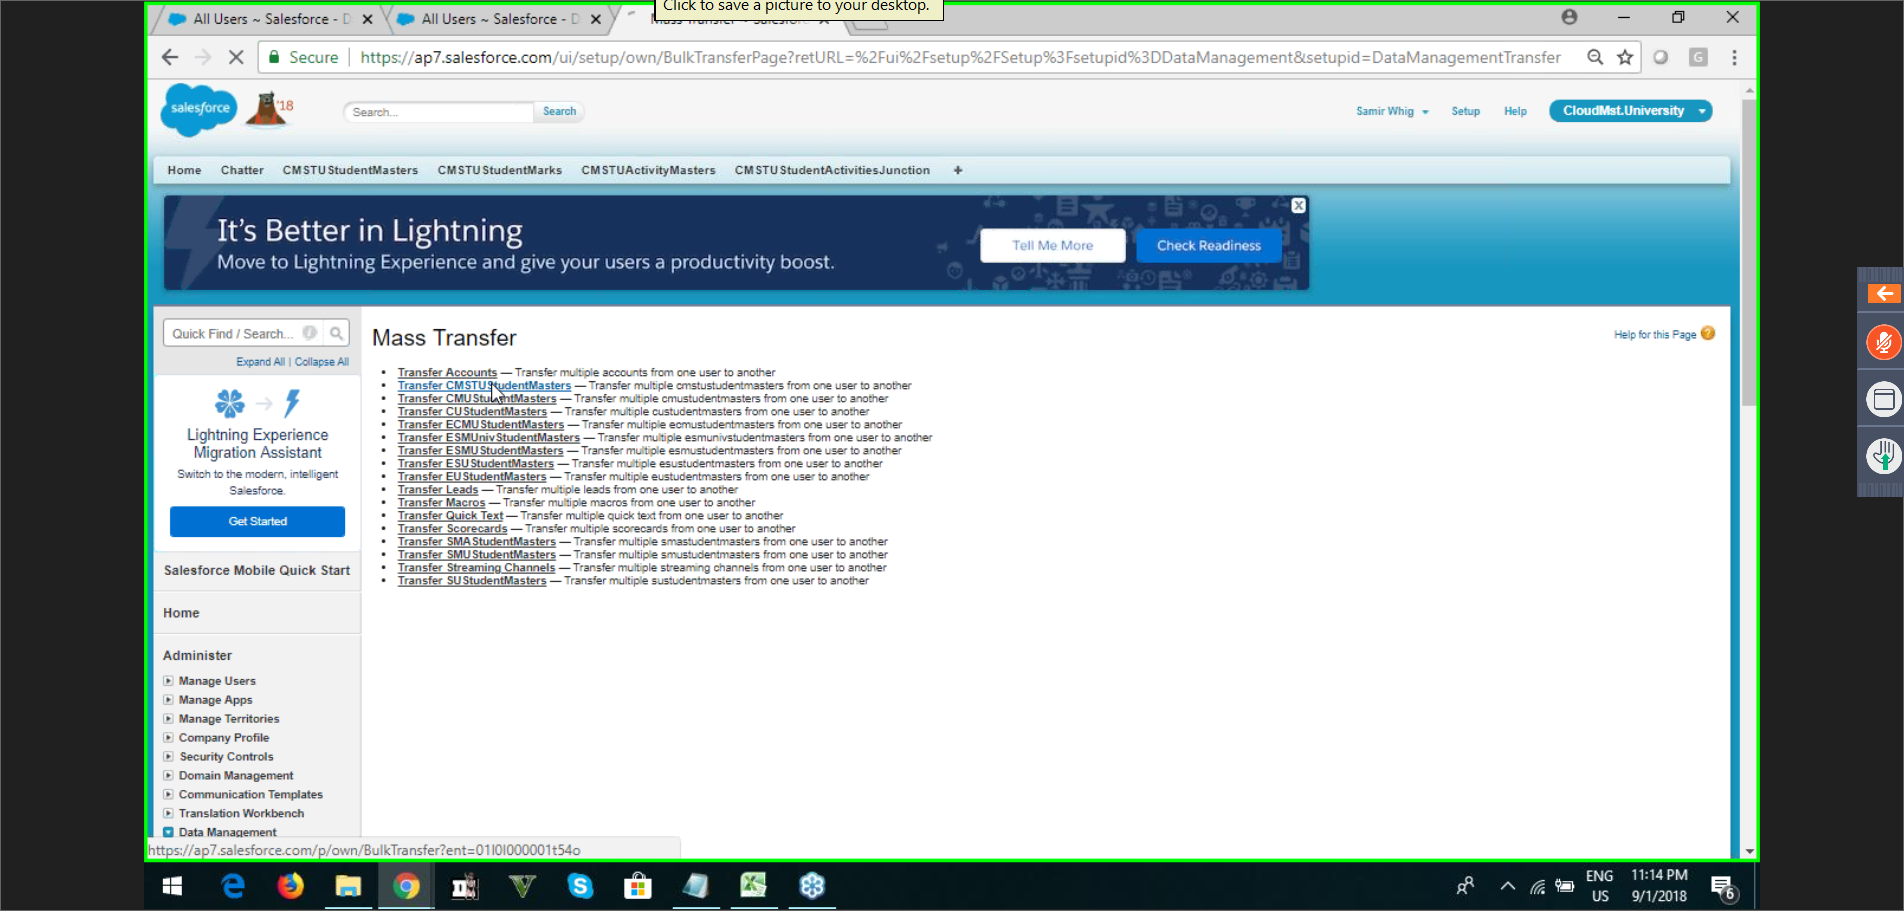 Click to save a picture to your desktop.
All Users ~ Salesforce - D
All Users ~ Salesforce - D
Mass Transfer ~ Salesfor
Secure
https://ap7.salesforce.com/ui/setup/own/BulkTransferPage?retURL=%2Fui%2Fsetup%2FSetup%3Fsetupid%3DDataManagement&setupid=DataManagementTransfer
G
salesforce
'18
Search...
Search
Samir Whig
Setup
Help
CloudMst.University
Home
Chatter
CMSTUStudentMasters
CMSTUStudentMarks
CMSTUActivityMasters
CMSTUStudentActivitiesJunction
+
It's Better in Lightning
Move to Lightning Experience and give your users a productivity boost.
Tell Me More
Check Readiness
Quick Find / Search...
Expand All | Collapse All
Lightning Experience
Migration Assistant
Switch to the modern, intelligent
Salesforce.
Get Started
Salesforce Mobile Quick Start
Home
Administer
Manage Users
Manage Apps
Manage Territories
Company Profile
Security Controls
Domain Management
Communication Templates
Translation Workbench
Data Management
Mass Transfer
Help for this Page
Transfer Accounts — Transfer multiple accounts from one user to another
Transfer CMSTUStudentMasters — Transfer multiple cmstustudentmasters from one user to another
Transfer CMUStudentMasters — Transfer multiple cmustudentmasters from one user to another
Transfer CUStudentMasters — Transfer multiple custudentmasters from one user to another
Transfer ECMUStudentMasters — Transfer multiple ecmustudentmasters from one user to another
Transfer ESMUnivStudentMasters — Transfer multiple esmunivstudentmasters from one user to another
Transfer ESMUStudentMasters — Transfer multiple esmustudentmasters from one user to another
Transfer ESUStudentMasters — Transfer multiple esustudentmasters from one user to another
Transfer EUStudentMasters — Transfer multiple eustudentmasters from one user to another
Transfer Leads — Transfer multiple leads from one user to another
Transfer Macros — Transfer multiple macros from one user to another
Transfer Quick Text — Transfer multiple quick text from one user to another
Transfer Scorecards — Transfer multiple scorecards from one user to another
Transfer SMAStudentMasters — Transfer multiple smastudentmasters from one user to another
Transfer SMUStudentMasters — Transfer multiple smustudentmasters from one user to another
Transfer Streaming Channels — Transfer multiple streaming channels from one user to another
Transfer SUStudentMasters — Transfer multiple sustudentmasters from one user to another
https://ap7.salesforce.com/p/own/BulkTransfer?ent=01I0I000001t54o
ENG
US
11:14 PM
9/1/2018
6